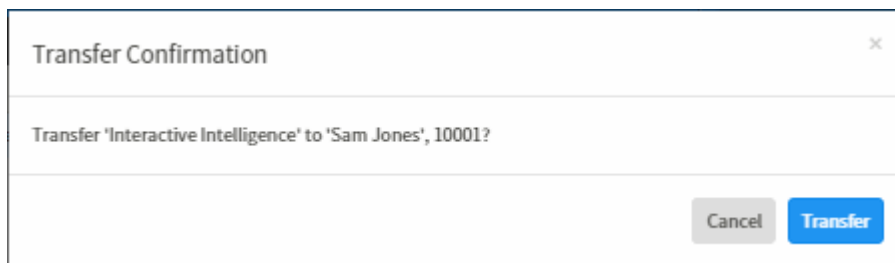 Transfer Confirmation
×
Transfer 'Interactive Intelligence' to 'Sam Jones', 10001?
Cancel
Transfer